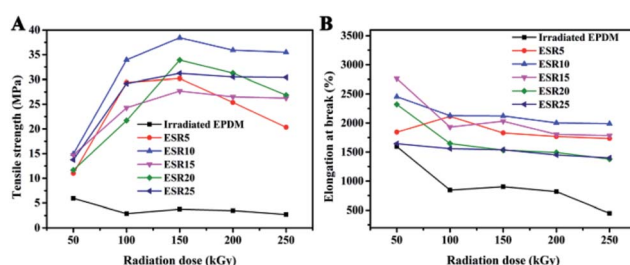 A
Tensile strength (MPa)
40
35
30
25
20
15
10
5
0
Irradiated EPDM
ESR5
ESR10
ESR15
ESR20
ESR25
50 100 150 200 250
Radiation dose (kGy)
B
Elongation at break (%)
3500
3000
2500
2000
1500
1000
500
Irradiated EPDM
ESR5
ESR10
ESR15
ESR20
ESR25
50 100 150 200 250
Radiation dose (kGy)